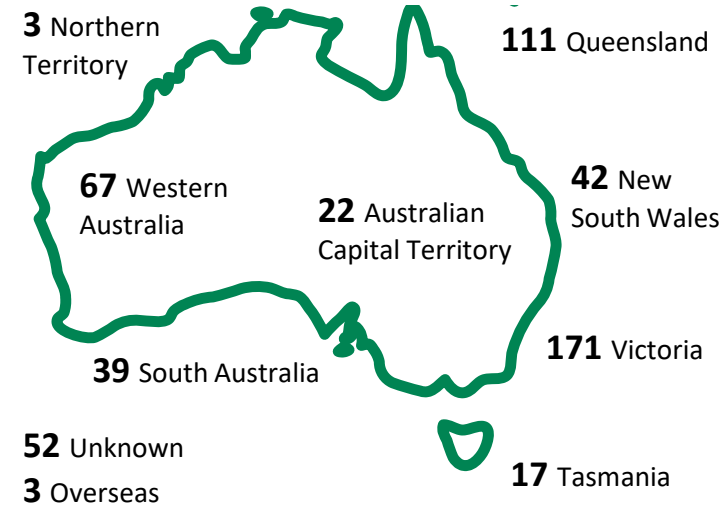 3 Northern
Territory
111 Queensland
67 Western
Australia
22 Australian
Capital Territory
42 New
South Wales
171 Victoria
39 South Australia
52 Unknown
3 Overseas
17 Tasmania